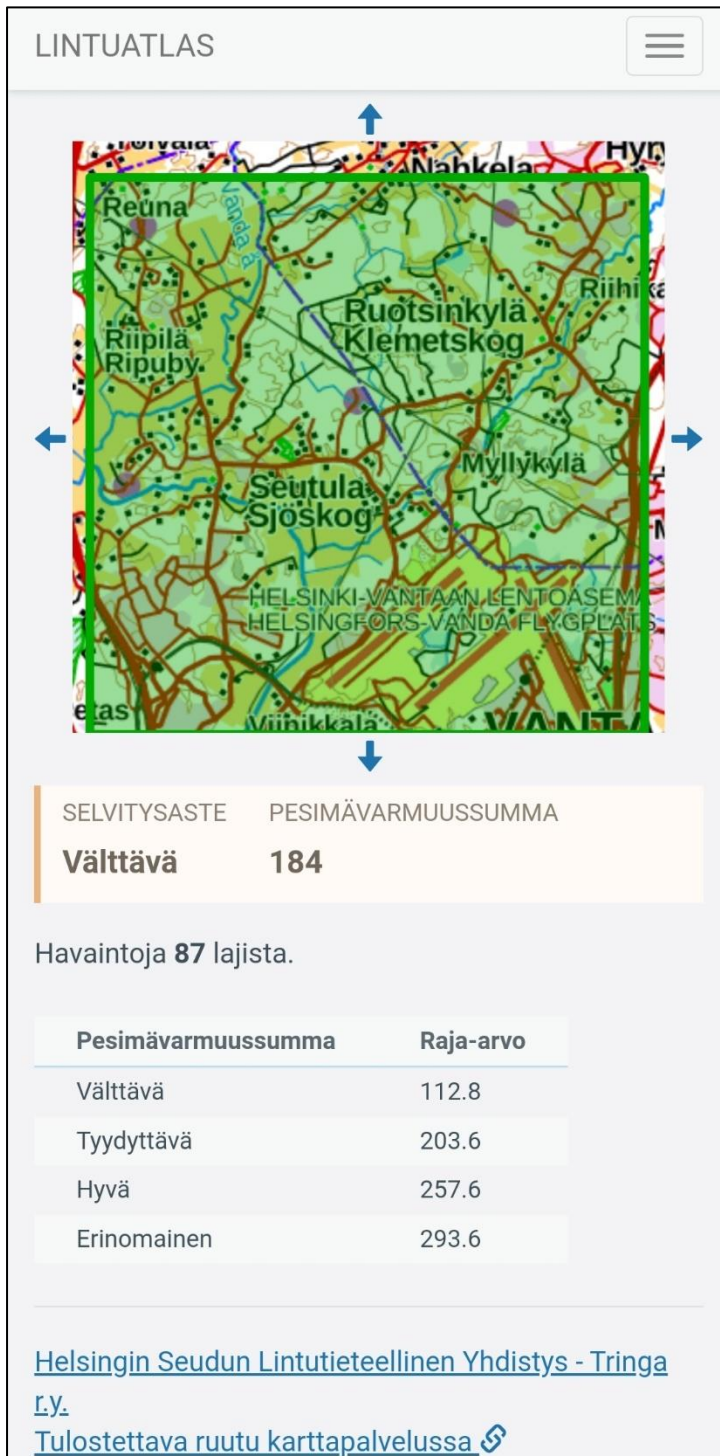 LINTUATLAS
Nahkela
Reuna
Vanda å
Riipilä
Ripuby
Ruotsinkylä
Klemetskog
Myllykylä
Seutula
Sjöskog
HELSINKI-VANTAAN LENTOASEMA
HELSINGFORS-VANDA FLYGPLATS
Viinikkala
VANTA
SELVITYSASTE PESIMÄVARMUUSSUMMA
Välttävä 184
Havaintoja 87 lajista.
Pesimävarmuussumma Raja-arvo
Välttävä 112.8
Tyydyttävä 203.6
Hyvä 257.6
Erinomainen 293.6
Helsingin Seudun Lintutieteellinen Yhdistys - Tringa
r.y.
Tulostettava ruutu karttapalvelussa